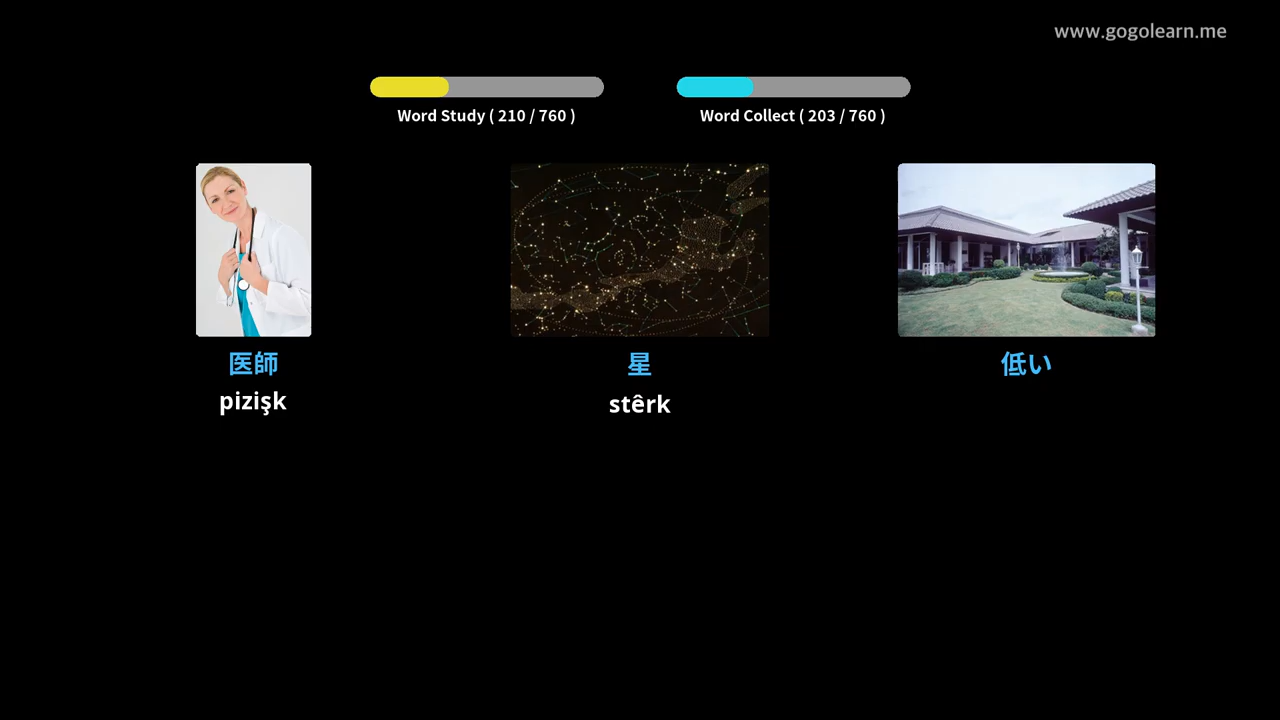 www.gogolearn.me
Word Study ( 210 / 760 )
Word Collect ( 203 / 760 )
医師
星
低い
pizişk
stêrk